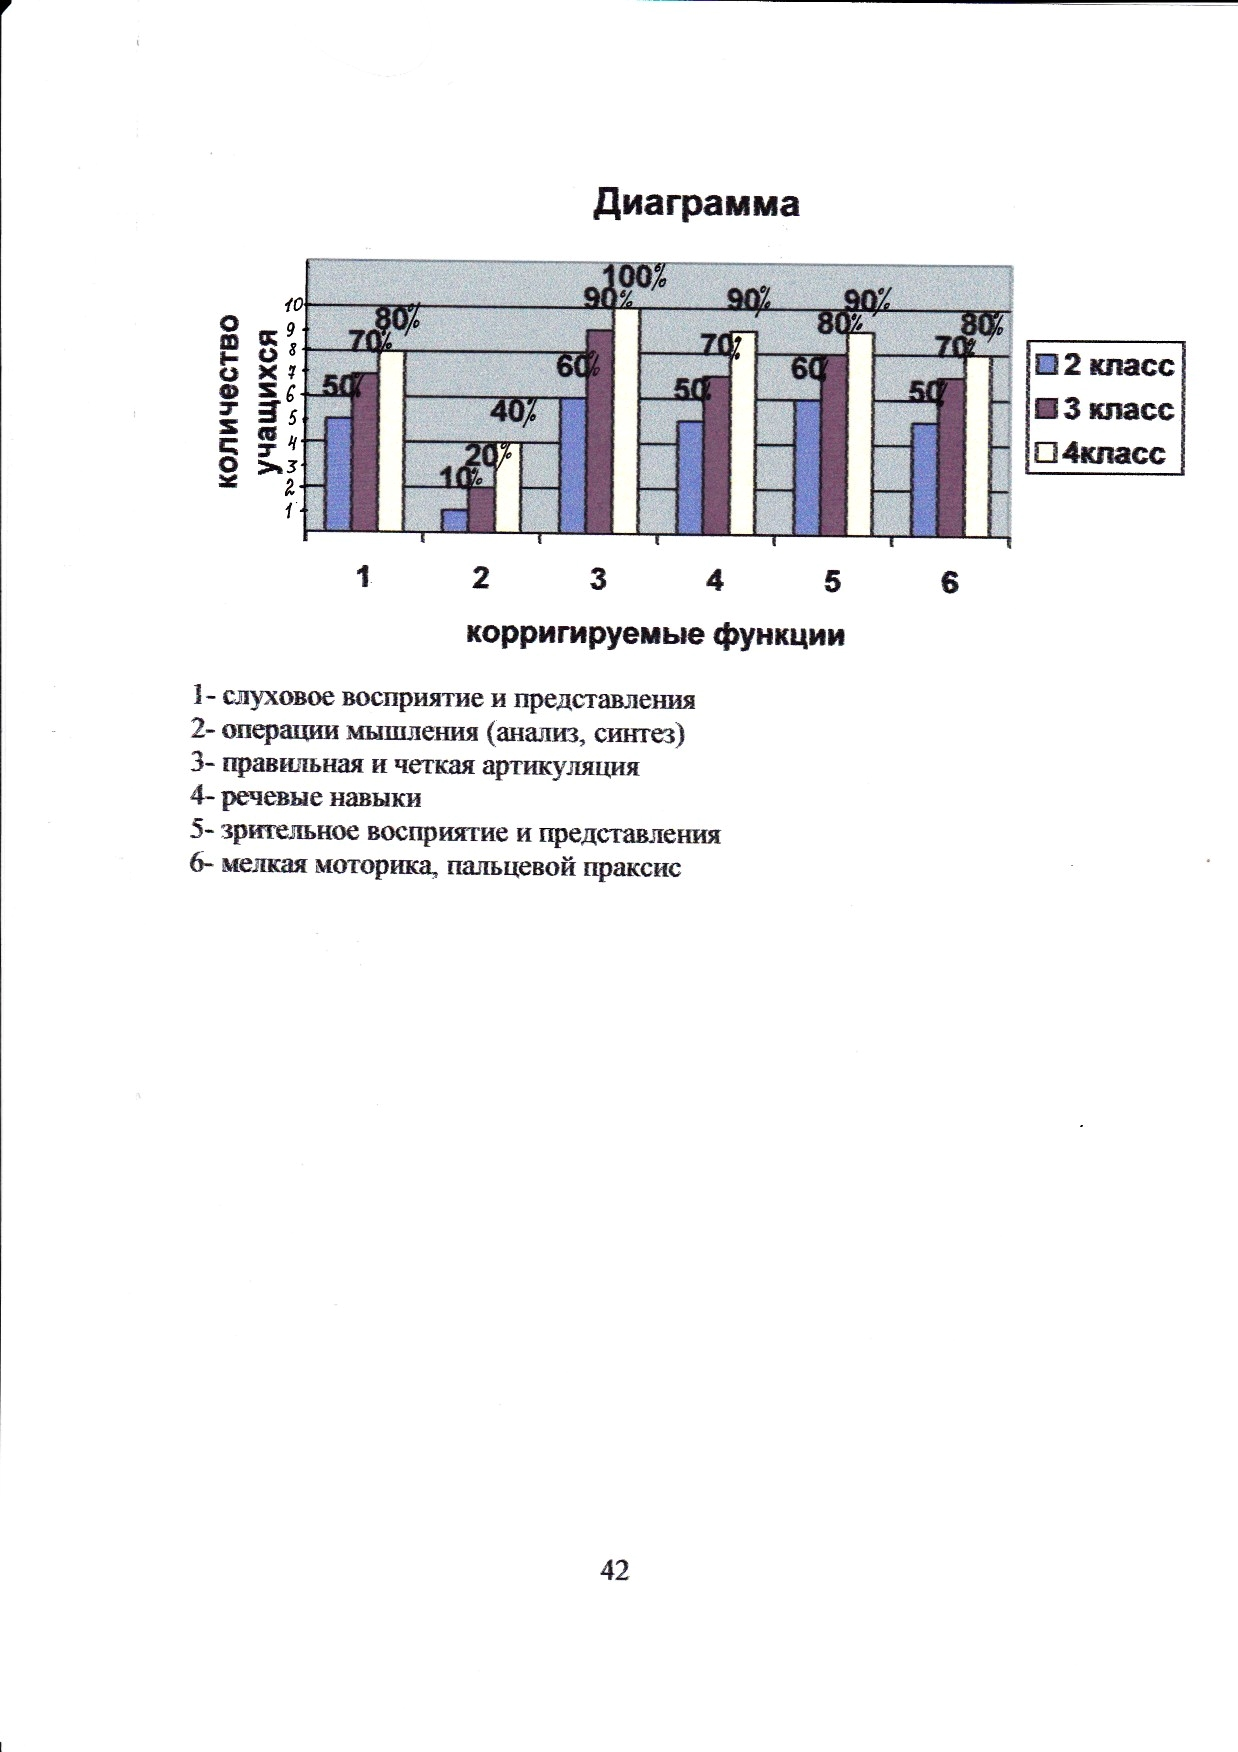 Диаграмма
количество
учащихся
10
9
8
7
6
5
4
3
2
1
50%
70%
80%
10%
20%
40%
60%
90%
100%
50%
70%
90%
60%
80%
90%
50%
70%
80%
2 класс
3 класс
4класс
1
2
3
4
5
6
корригируемые функции
1- слуховое восприятие и представления
2- операции мышления (анализ, синтез)
3- правильная и четкая артикуляция
4- речевые навыки
5- зрительное восприятие и представления
6- мелкая моторика, пальцевой праксис
42